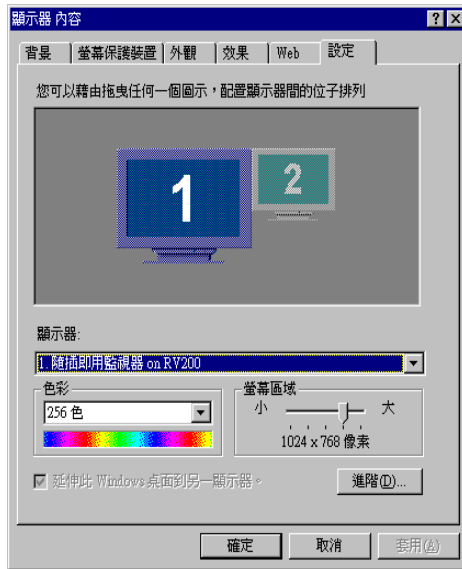 顯示器 內容
背景 螢幕保護裝置 外觀 效果 Web 設定
您可以藉由拖曳任何一個圖示，配置顯示器間的位子排列
1 2
顯示器:
1. 隨插即用監視器 on RV200
色彩 螢幕區域
256 色 小 大
1024 x 768 像素
延伸此 Windows 桌面到另一顯示器。 進階(D)...
確定 取消 套用(A)